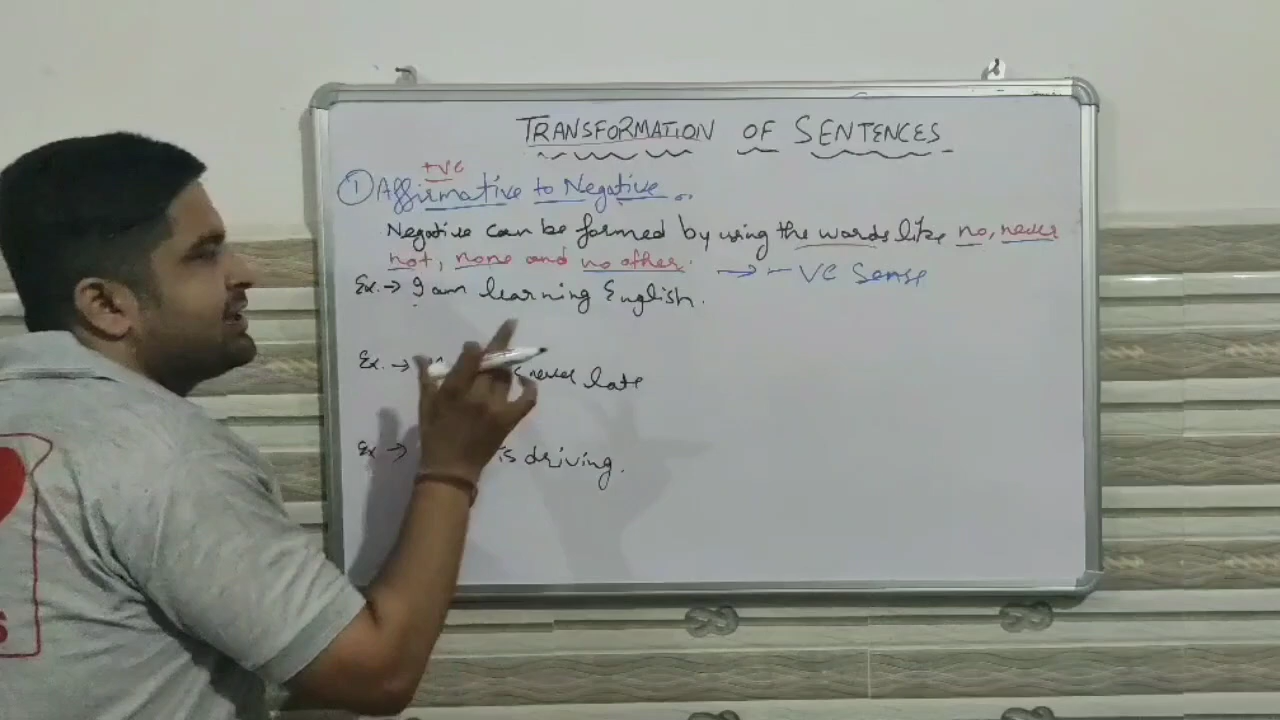 TRANSFORMATION OF SENTENCES
+ve
① Affirmative to Negative
Negative can be formed by using the words like no, never
not, none and no other. → -VE Sense
Ex. → I am learning English.
Ex. → never late
Ex → is driving.